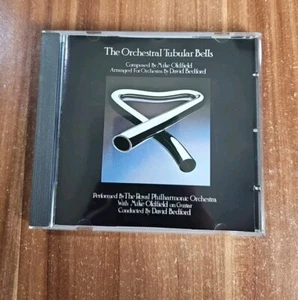 The Orchestral Tubular Bells
Composed By Mike Oldfield
Arranged For Orchestra By David Bedford
Performed By The Royal Philharmonic Orchestra
With Mike Oldfield on Guitar
Conducted By David Bedford